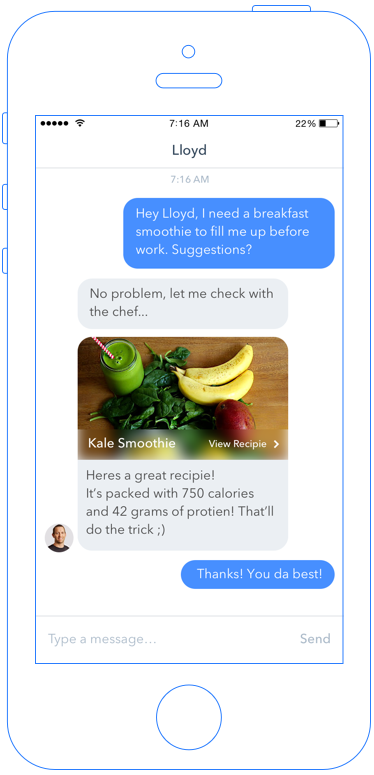 7:16 AM
22%
Lloyd
7:16 AM
Hey Lloyd, I need a breakfast
smoothie to fill me up before
work. Suggestions?
No problem, let me check with
the chef...
Kale Smoothie
View Recipie
Heres a great recipie!
It’s packed with 750 calories
and 42 grams of protien! That’ll
do the trick ;)
Thanks! You da best!
Type a message…
Send